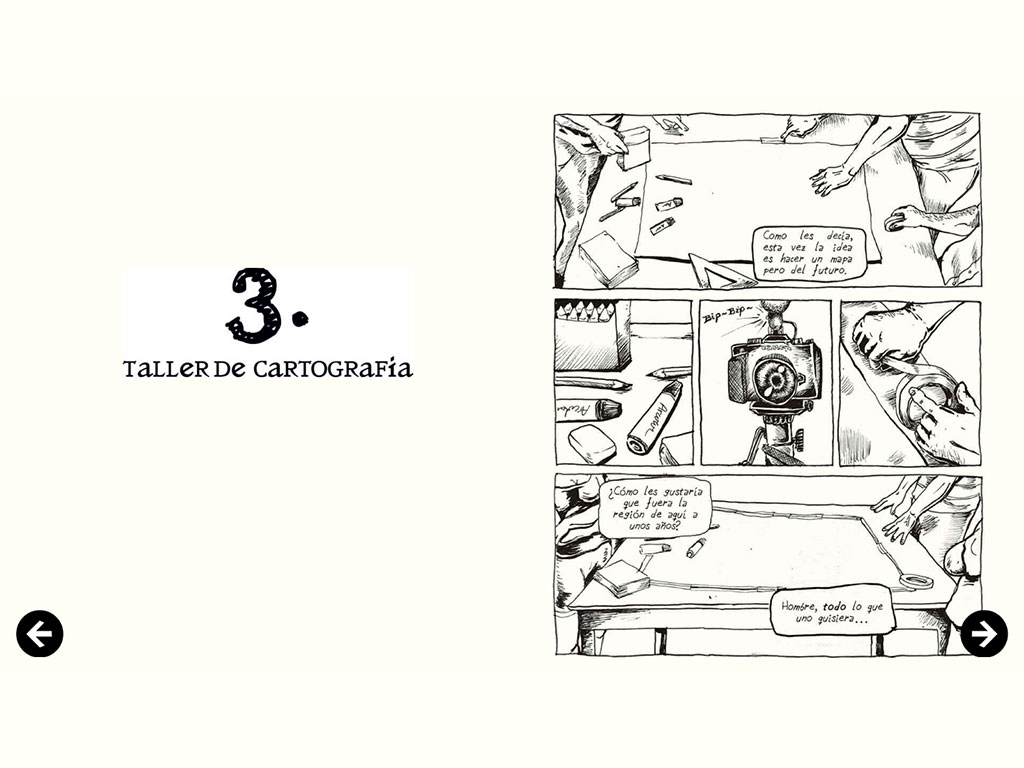 3.
TALLeR De CaRTOGRaFía
Como les decía,
esta vez la idea
es hacer un mapa
pero del futuro.
Bip~Bip~
¿Cómo les gustaría
que fuera la
región de aquí a
unos años?
Hombre, todo lo que
uno quisiera...